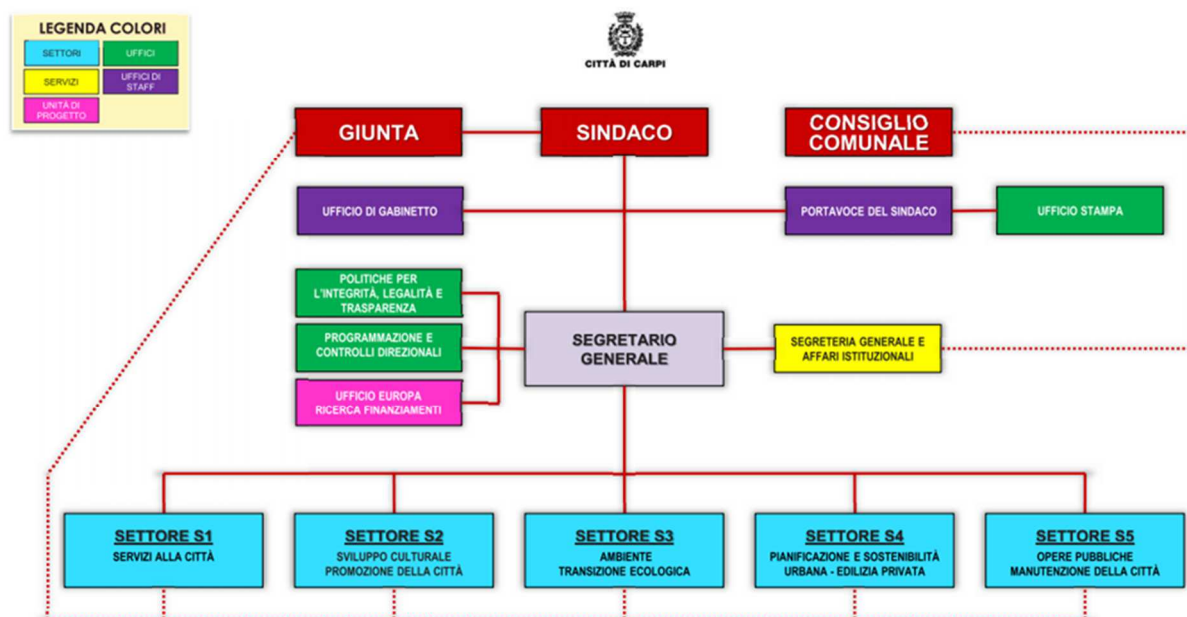 LEGENDA COLORI
SETTORI
UFFICI
SERVIZI
UFFICI DI
STAFF
UNITÀ DI
PROGETTO
CITTÀ DI CARPI
GIUNTA
SINDACO
CONSIGLIO
COMUNALE
UFFICIO DI GABINETTO
PORTAVOCE DEL SINDACO
UFFICIO STAMPA
POLITICHE PER
L'INTEGRITÀ, LEGALITÀ E
TRASPARENZA
PROGRAMMAZIONE E
CONTROLLI DIREZIONALI
UFFICIO EUROPA
RICERCA FINANZIAMENTI
SEGRETARIO
GENERALE
SEGRETERIA GENERALE E
AFFARI ISTITUZIONALI
SETTORE S1
SERVIZI ALLA CITTÀ
SETTORE S2
SVILUPPO CULTURALE
PROMOZIONE DELLA CITTÀ
SETTORE S3
AMBIENTE
TRANSIZIONE ECOLOGICA
SETTORE S4
PIANIFICAZIONE E SOSTENIBILITÀ
URBANA - EDILIZIA PRIVATA
SETTORE S5
OPERE PUBBLICHE
MANUTENZIONE DELLA CITTÀ